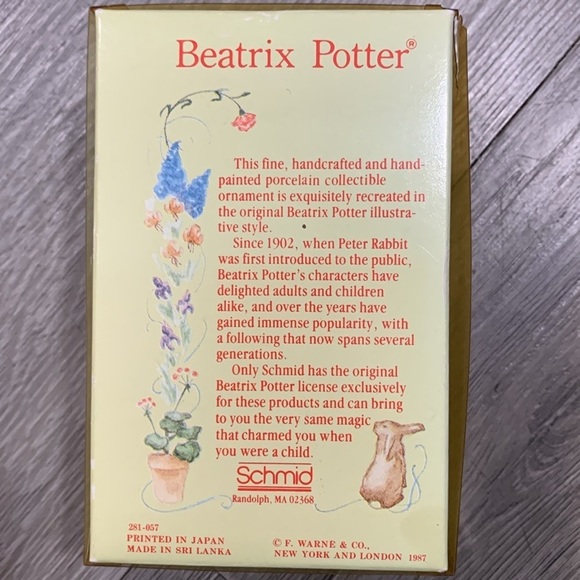 Beatrix Potter®
This fine, handcrafted and hand-
painted porcelain collectible
ornament is exquisitely recreated in
the original Beatrix Potter illustra-
tive style.
Since 1902, when Peter Rabbit
was first introduced to the public,
Beatrix Potter's characters have
delighted adults and children
alike, and over the years have
gained immense popularity, with
a following that now spans several
generations.
Only Schmid has the original
Beatrix Potter license exclusively
for these products and can bring
to you the very same magic
that charmed you when
you were a child.
Schmid
Randolph, MA 02368
281-057
PRINTED IN JAPAN
MADE IN SRI LANKA
© F. WARNE & CO.,
NEW YORK AND LONDON 1987